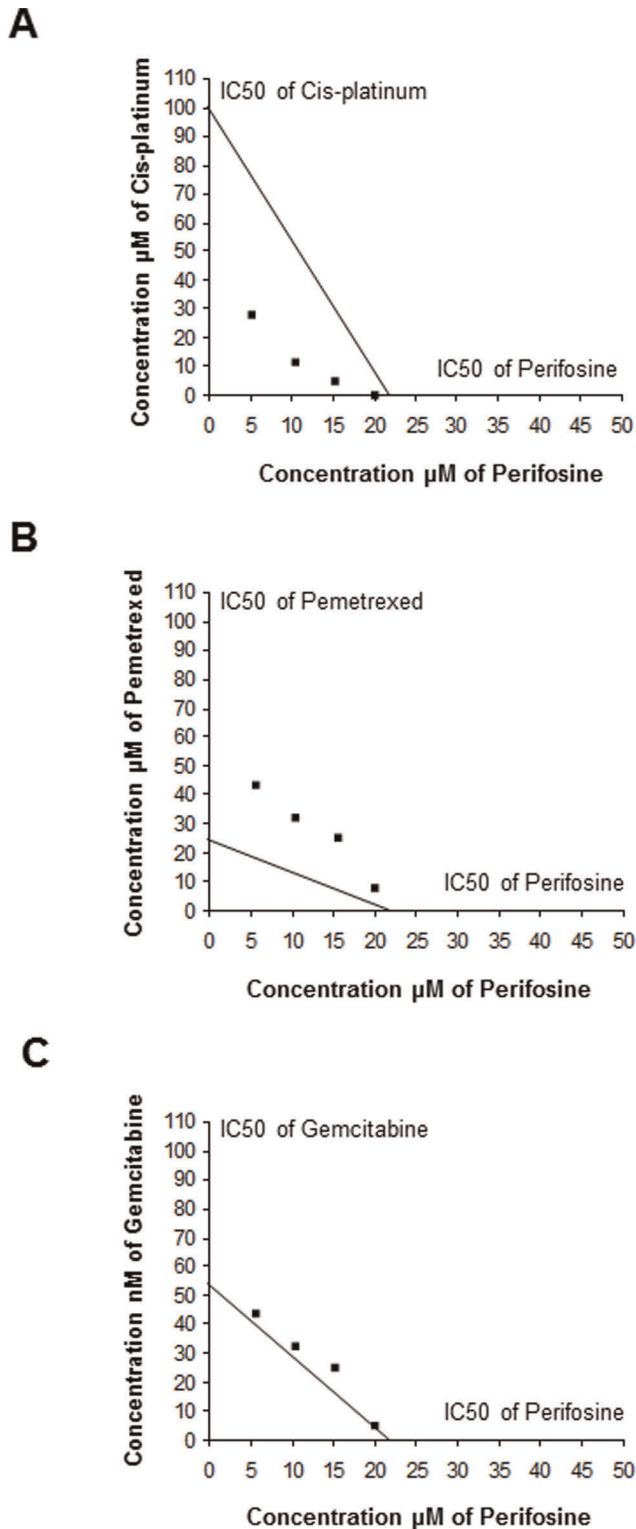 A
Concentration µM of Cis-platinum
110
100
90
80
70
60
50
40
30
20
10
0
IC50 of Cis-platinum
IC50 of Perifosine
0 5 10 15 20 25 30 35 40 45 50
Concentration µM of Perifosine
B
Concentration µM of Pemetrexed
110
100
90
80
70
60
50
40
30
20
10
0
IC50 of Pemetrexed
IC50 of Perifosine
0 5 10 15 20 25 30 35 40 45 50
Concentration µM of Perifosine
C
Concentration nM of Gemcitabine
110
100
90
80
70
60
50
40
30
20
10
0
IC50 of Gemcitabine
IC50 of Perifosine
0 5 10 15 20 25 30 35 40 45 50
Concentration µM of Perifosine